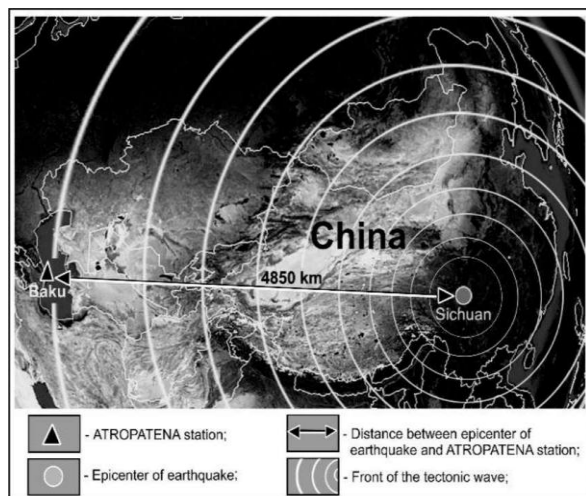 China
4850 km
Baku
Sichuan
- ATROPATENA station;
- Epicenter of earthquake;
- Distance between epicenter of
earthquake and ATROPATENA station;
- Front of the tectonic wave;